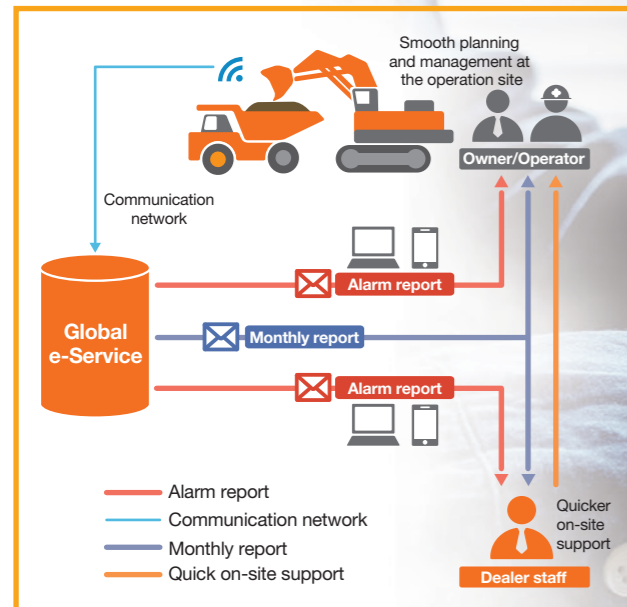 Smooth planning
and management at
the operation site
Owner/Operator
Communication
network
Alarm report
Global
e-Service
Monthly report
Alarm report
Alarm report
Communication network
Monthly report
Quick on-site support
Quicker
on-site
support
Dealer staff